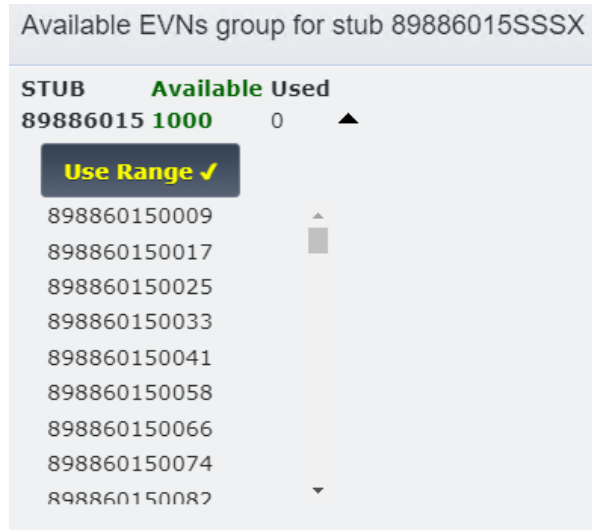 Available EVNs group for stub 89886015SSSX
STUB Available Used
89886015 1000 0
Use Range ✓
898860150009
898860150017
898860150025
898860150033
898860150041
898860150058
898860150066
898860150074
898860150082